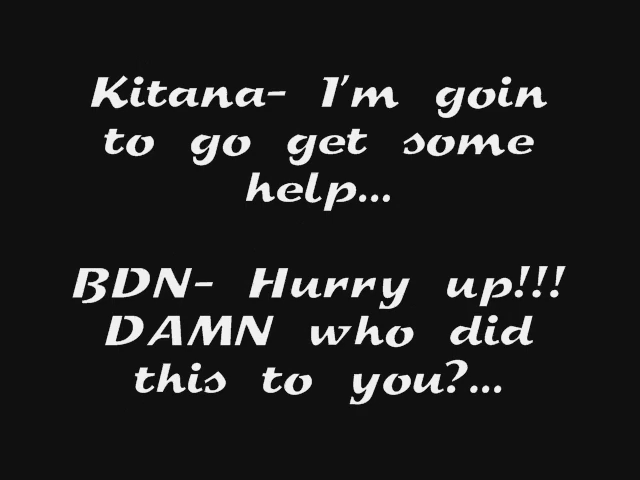 Kitana- I'm goin
to go get some
help...
BDN- Hurry up!!!
DAMN who did
this to you?...